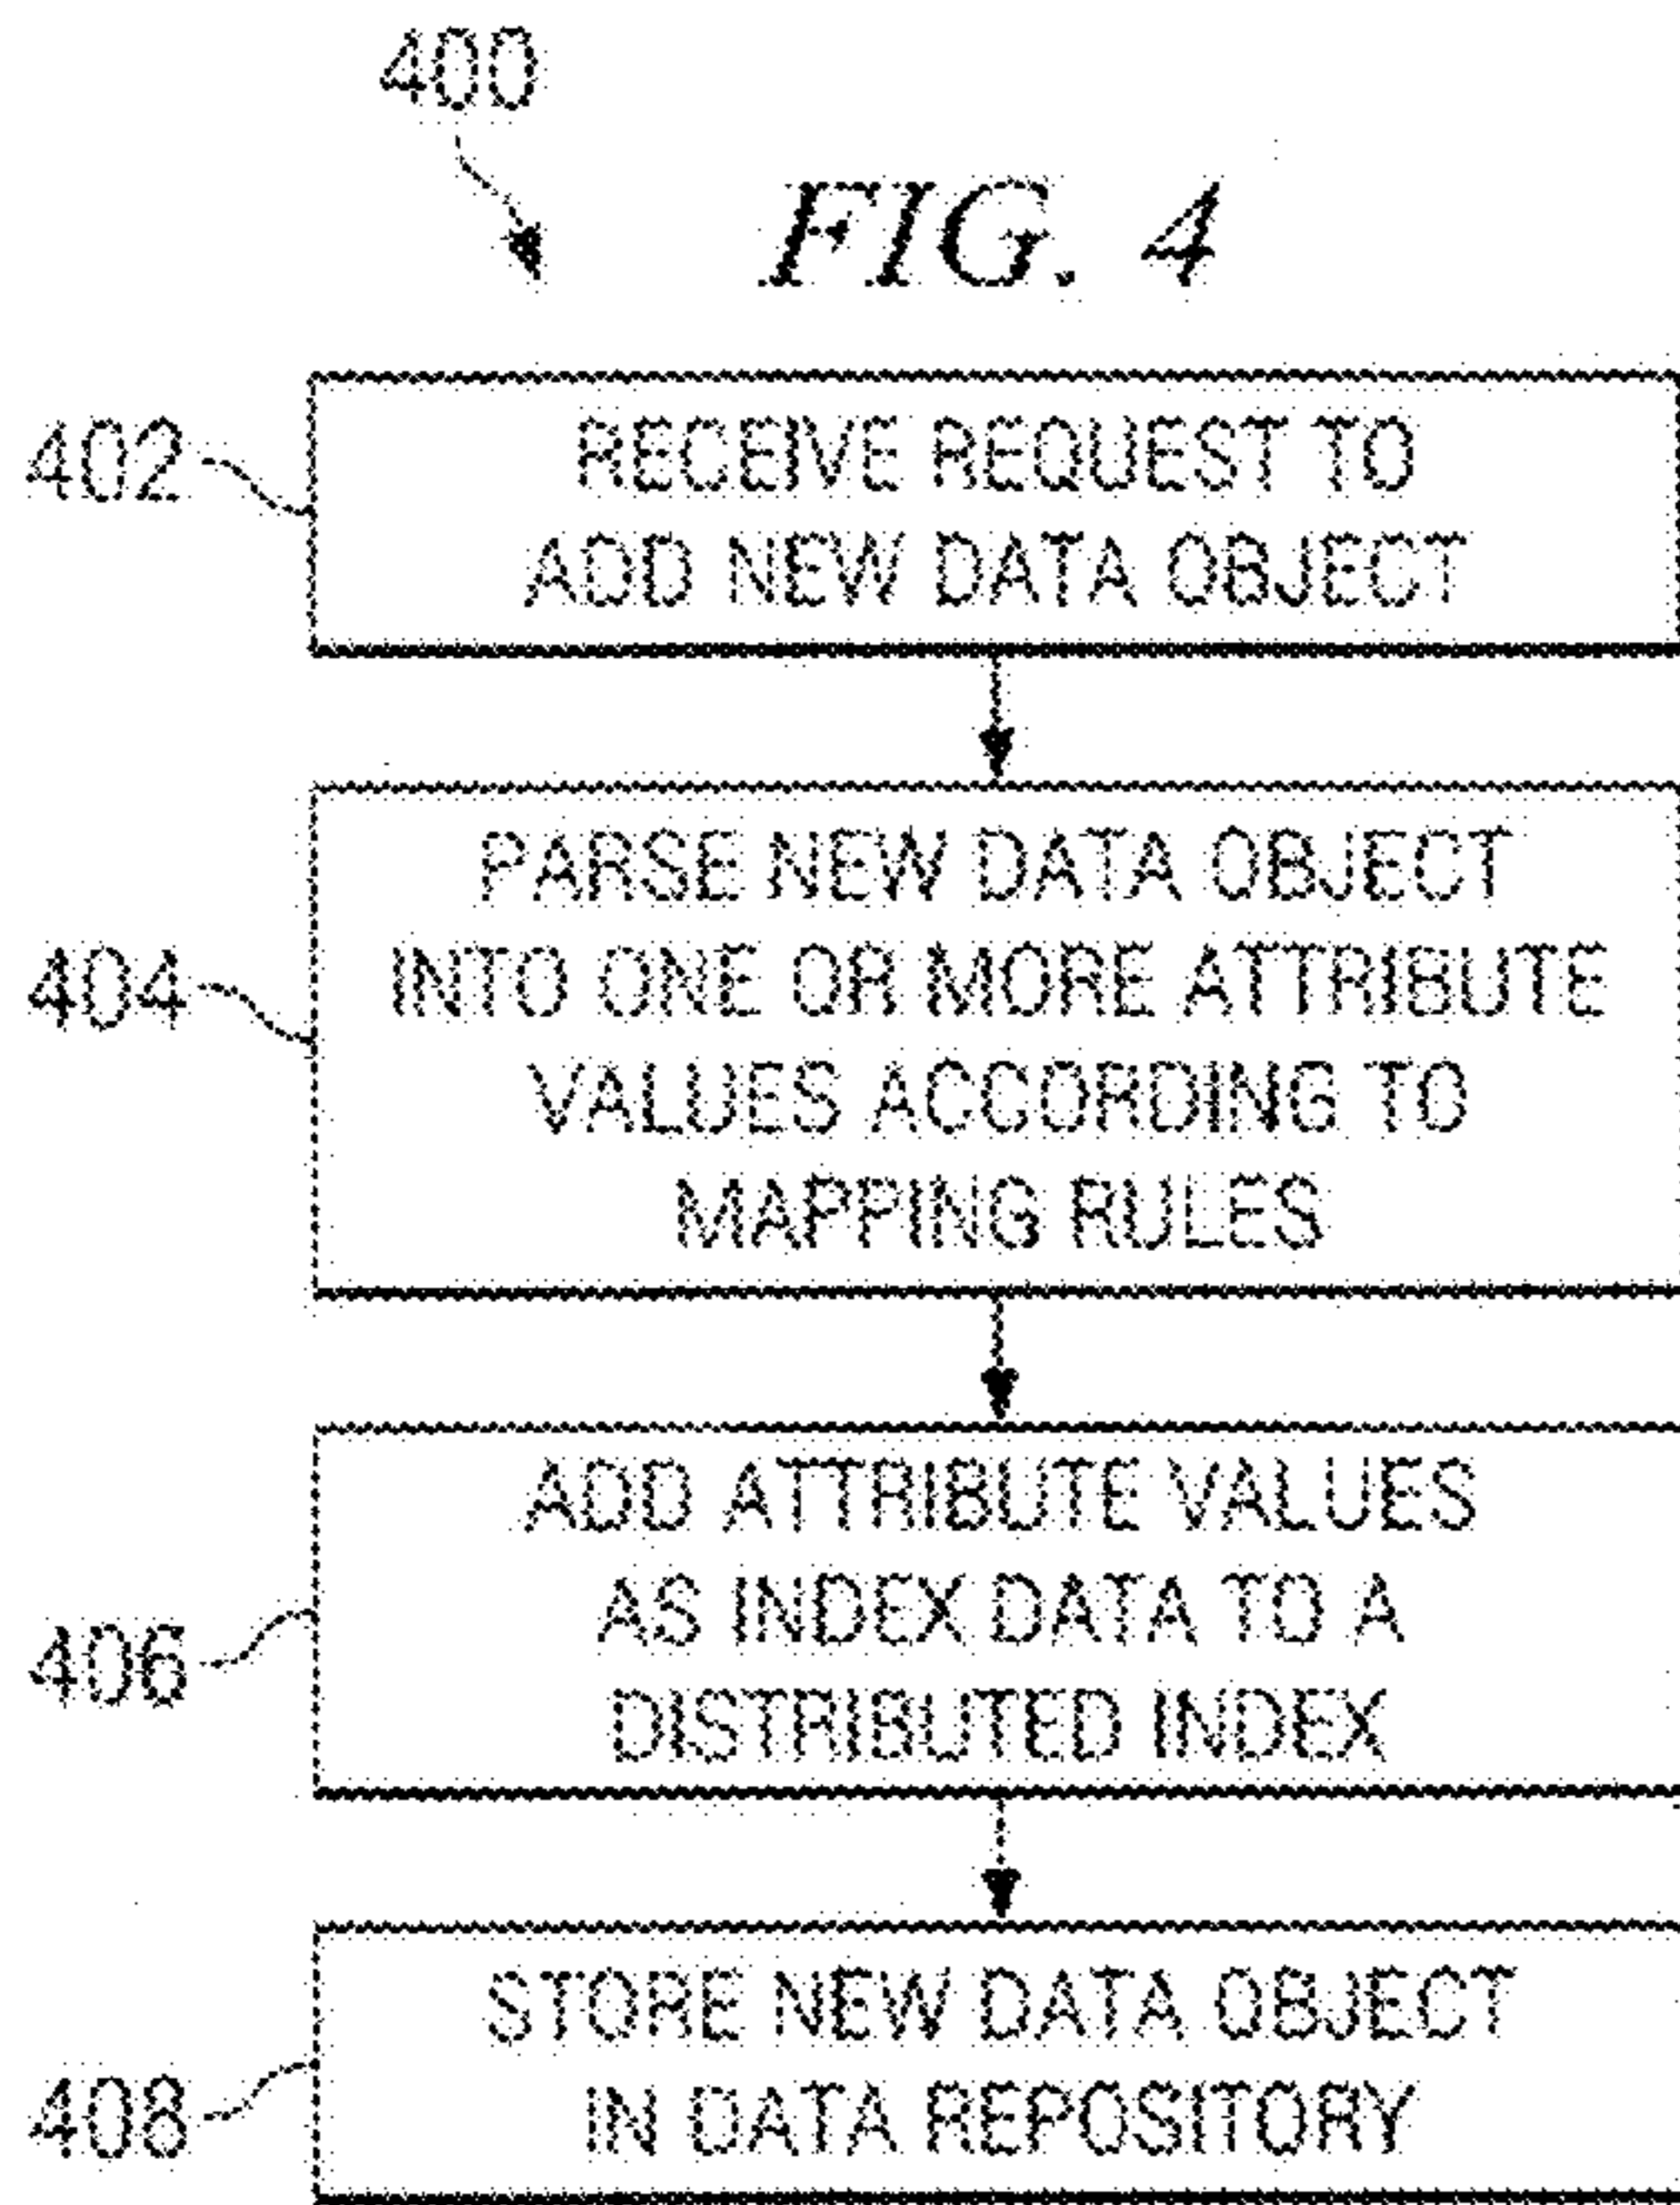 400
FIG. 4
402
RECEIVE REQUEST TO
ADD NEW DATA OBJECT
404
PARSE NEW DATA OBJECT
INTO ONE OR MORE ATTRIBUTE
VALUES ACCORDING TO
MAPPING RULES
406
ADD ATTRIBUTE VALUES
AS INDEX DATA TO A
DISTRIBUTED INDEX
408
STORE NEW DATA OBJECT
IN DATA REPOSITORY